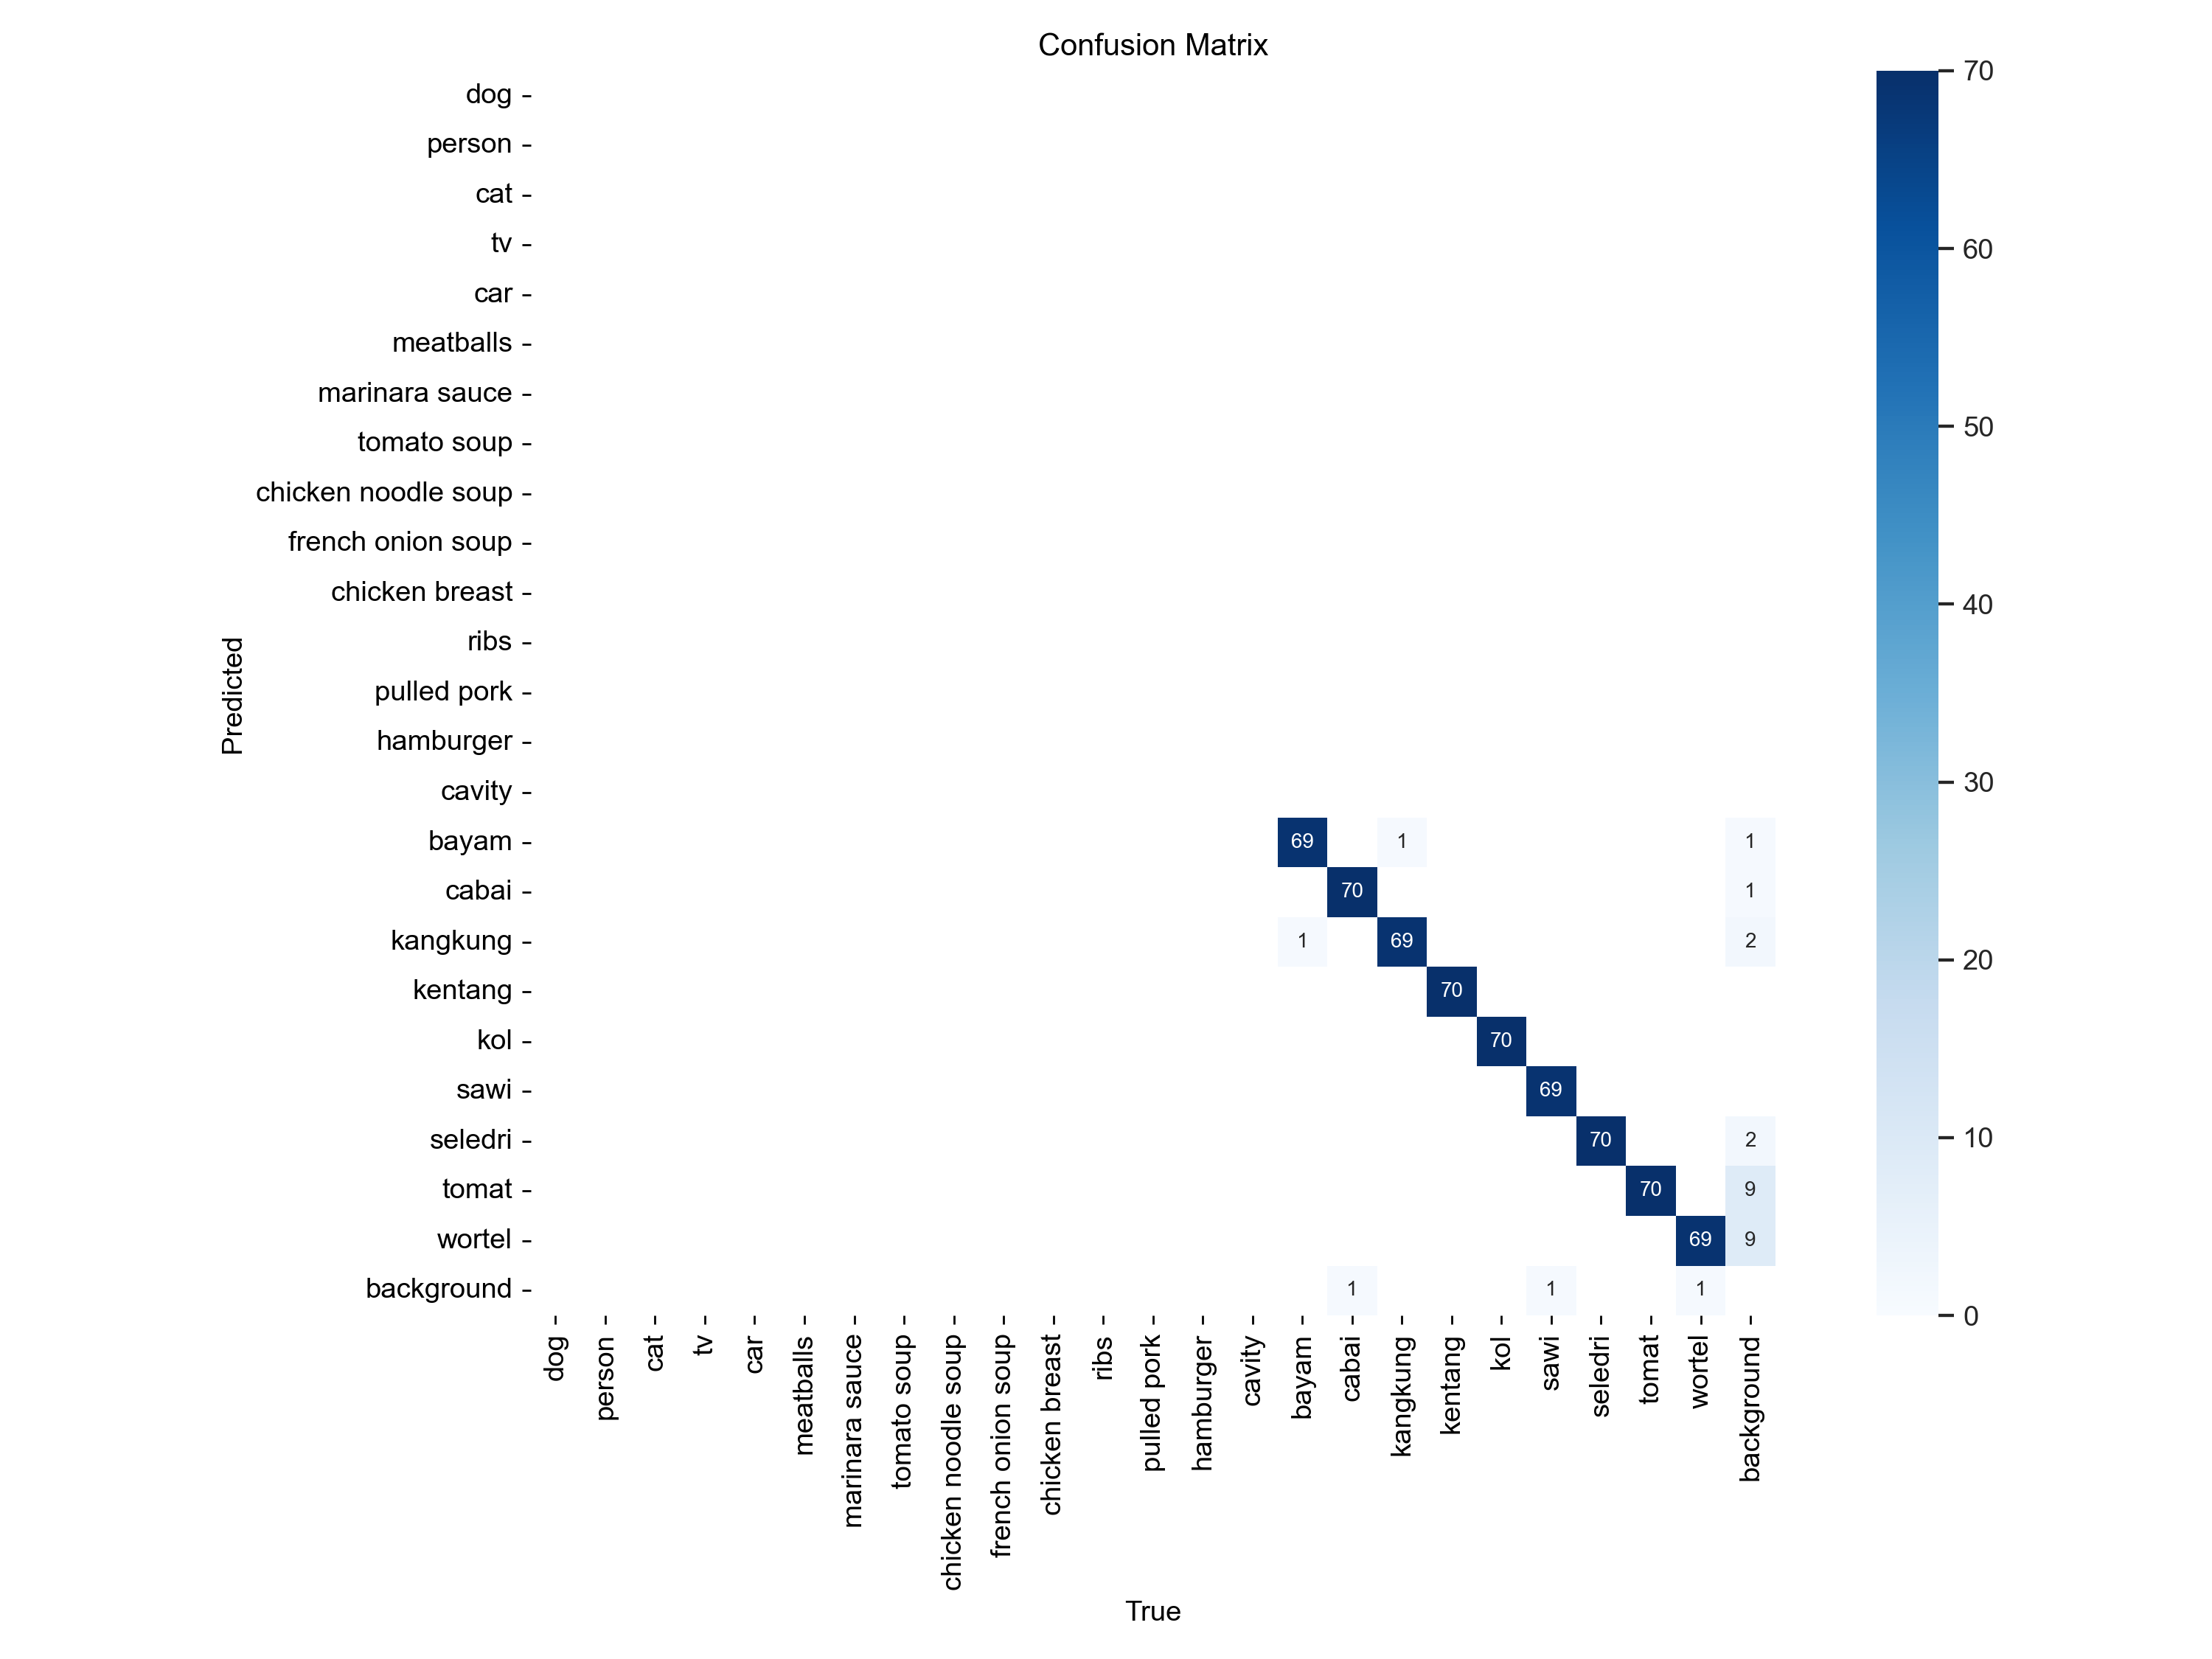 Confusion Matrix
dog
person
cat
tv
car
meatballs
marinara sauce
tomato soup
chicken noodle soup
french onion soup
chicken breast
ribs
pulled pork
hamburger
cavity
bayam 69 1 1
cabai 70 1
kangkung 1 69 2
kentang 70
kol 70
sawi 69
seledri 70 2
tomat 70 9
wortel 69 9
background 1 1 1
Predicted
dog
person
cat
tv
car
meatballs
marinara sauce
tomato soup
chicken noodle soup
french onion soup
chicken breast
ribs
pulled pork
hamburger
cavity
bayam
cabai
kangkung
kentang
kol
sawi
seledri
tomat
wortel
background
True
70
60
50
40
30
20
10
0